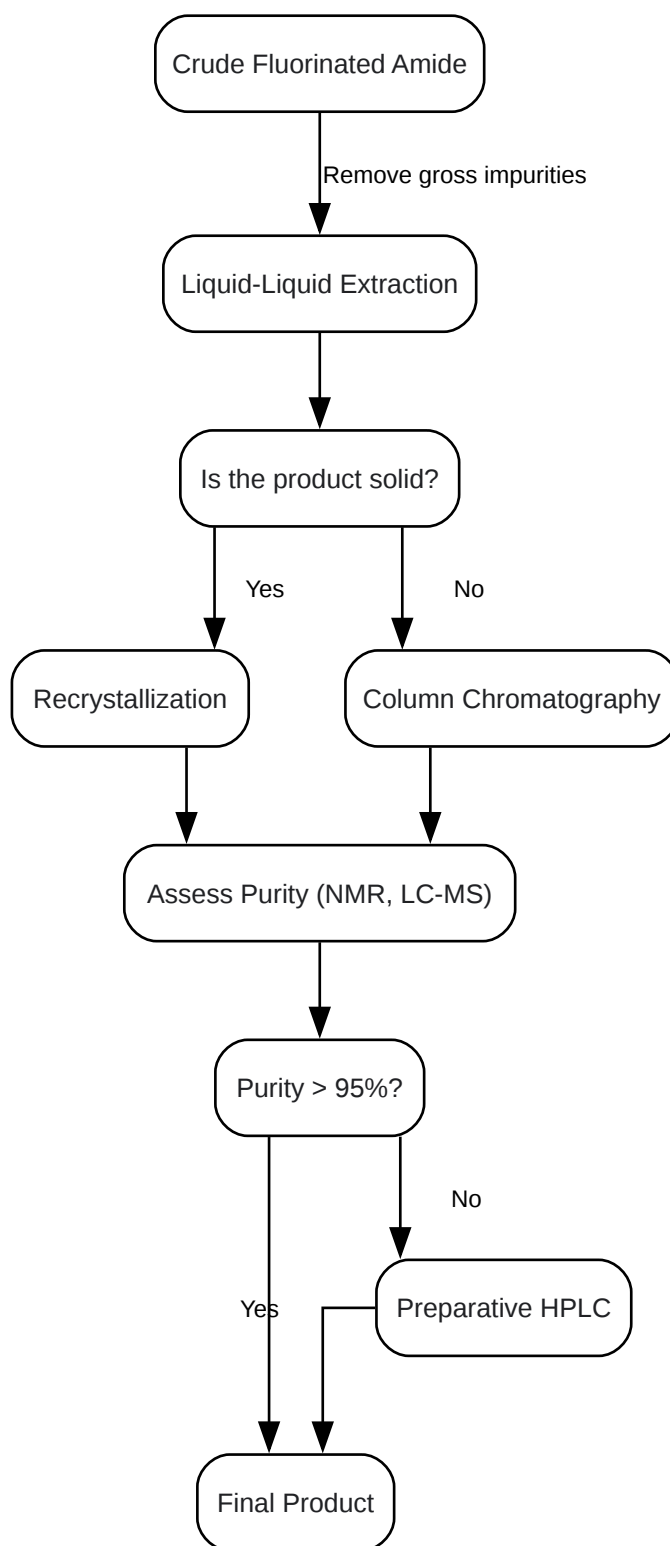 Crude Fluorinated Amide
Remove gross impurities
Liquid-Liquid Extraction
Is the product solid?
Yes
No
Recrystallization
Column Chromatography
Assess Purity (NMR, LC-MS)
Purity > 95%?
No
Yes
Preparative HPLC
Final Product